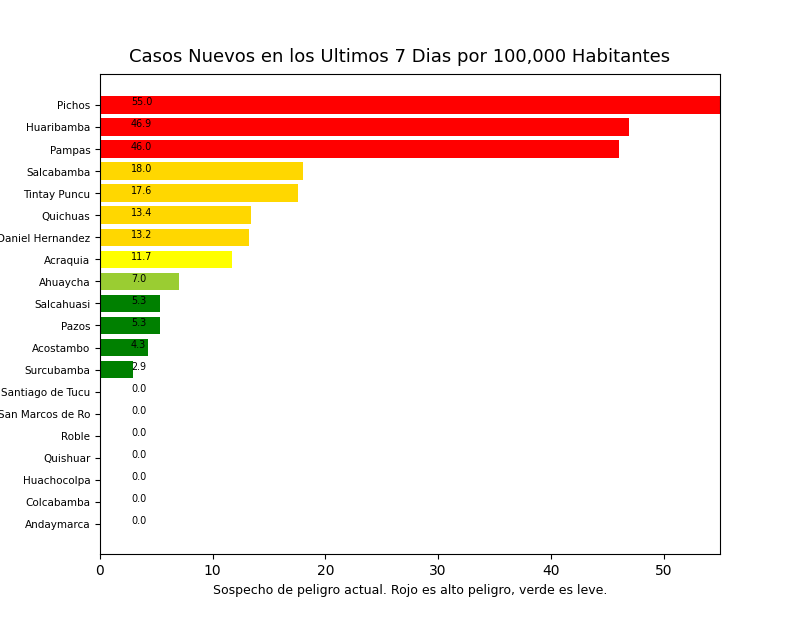 Casos Nuevos en los Ultimos 7 Dias por 100,000 Habitantes
Pichos 55.0
Huaribamba 46.9
Pampas 46.0
Salcabamba 18.0
Tintay Puncu 17.6
Quichuas 13.4
Daniel Hernandez 13.2
Acraquia 11.7
Ahuaycha 7.0
Salcahuasi 5.3
Pazos 5.3
Acostambo 4.3
Surcubamba 2.9
Santiago de Tucu 0.0
San Marcos de Ro 0.0
Roble 0.0
Quishuar 0.0
Huachocolpa 0.0
Colcabamba 0.0
Andaymarca 0.0
0 10 20 30 40 50
Sospecho de peligro actual. Rojo es alto peligro, verde es leve.